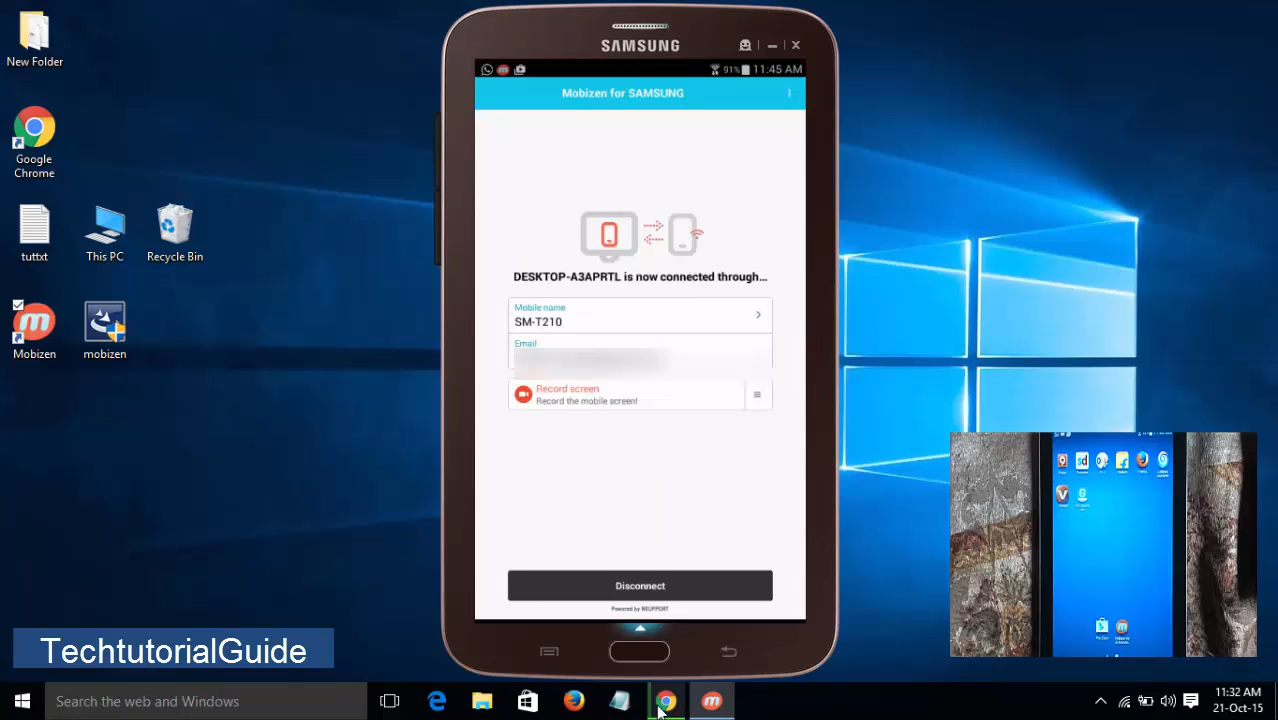 New Folder
Google
Chrome
tuttxt
This PC
Recycle Bin
Mobizen
mobizen
SAMSUNG
91% 11:45 AM
Mobizen for SAMSUNG
DESKTOP-A3APRTL is now connected through...
Mobile name
SM-T210
Email
Record screen
Record the mobile screen!
Disconnect
Powered by RSUPPORT
TechtutorialGuide
Search the web and Windows
11:32 AM
21-Oct-15